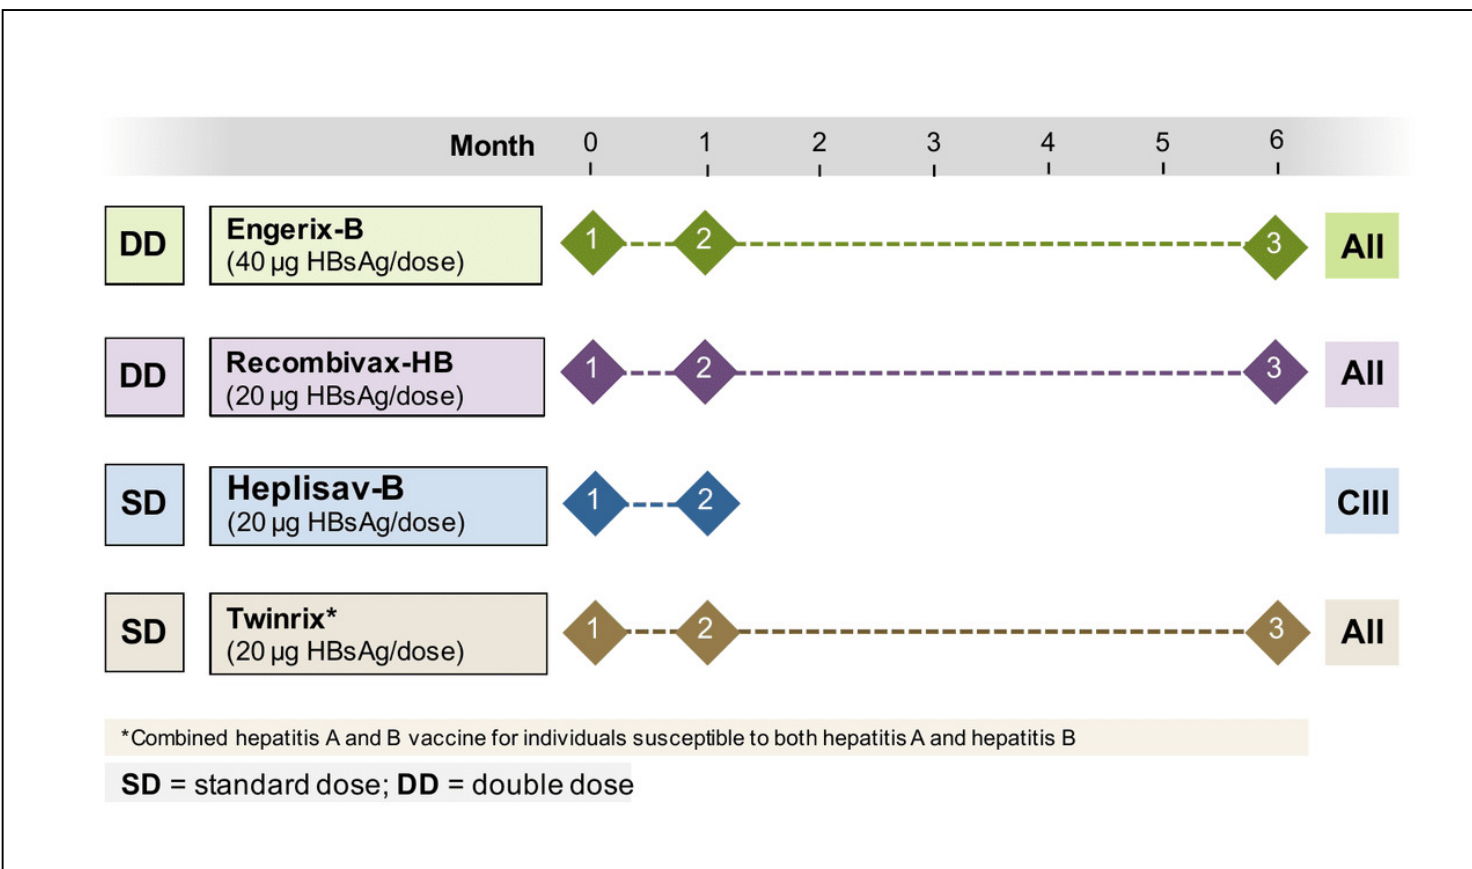 Month 0 1 2 3 4 5 6
DD Engerix-B 1 2 3 AII
(40 µg HBsAg/dose)
DD Recombivax-HB 1 2 3 AII
(20 µg HBsAg/dose)
SD Heplisav-B 1 2 CIII
(20 µg HBsAg/dose)
SD Twinrix* 1 2 3 AII
(20 µg HBsAg/dose)
*Combined hepatitis A and B vaccine for individuals susceptible to both hepatitis A and hepatitis B
SD = standard dose; DD = double dose